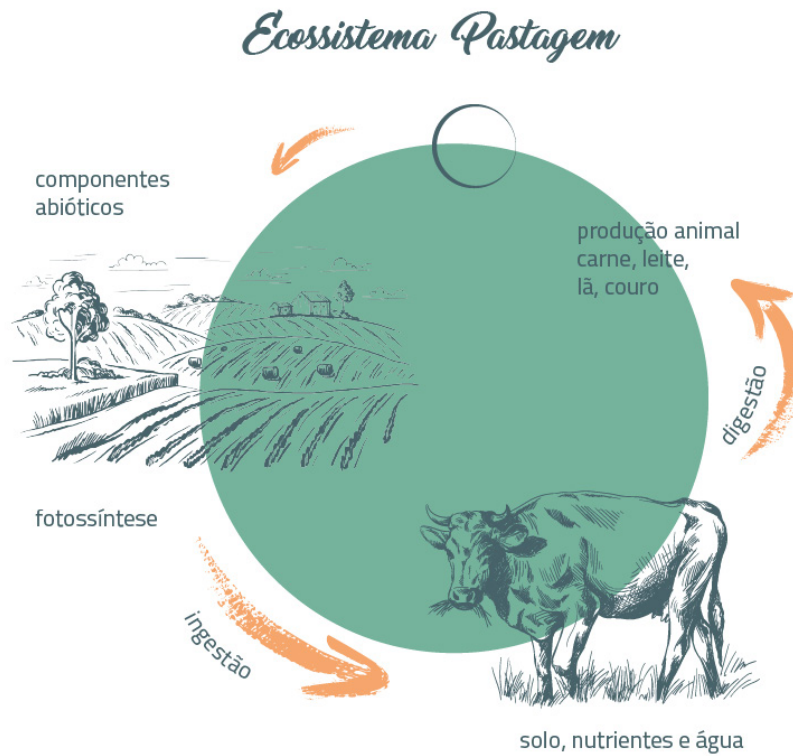 Ecossistema Pastagem
componentes
abióticos
produção animal
carne, leite,
lã, couro
digestão
fotossíntese
ingestão
solo, nutrientes e água